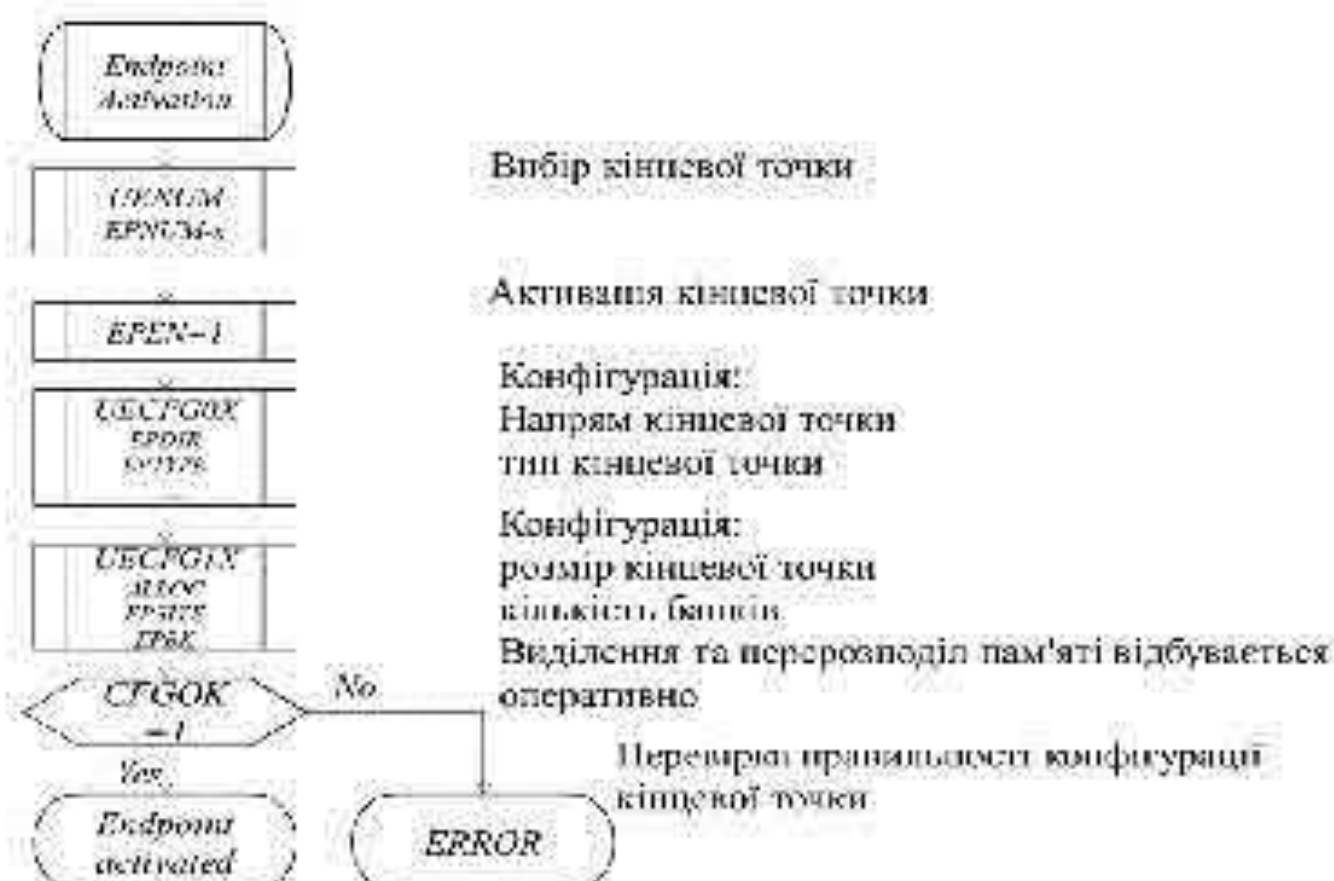 Endpoint
Activation
Вибір кінцевої точки
UENUM
EPNUM=x
Активація кінцевої точки
EPEN=1
Конфігурація:
Напрям кінцевої точки
тип кінцевої точки
UECFG0X
EPDIR
EPTYPE
...
Конфігурація:
розмір кінцевої точки
кількість банків
Виділення та перерозподіл пам'яті відбувається
оперативно
UECFG1X
ALLOC
EPSIZE
EPBK
CFGOK
=1
No
Yes
Перевірка правильності конфігурації
кінцевої точки
Endpoint
activated
ERROR